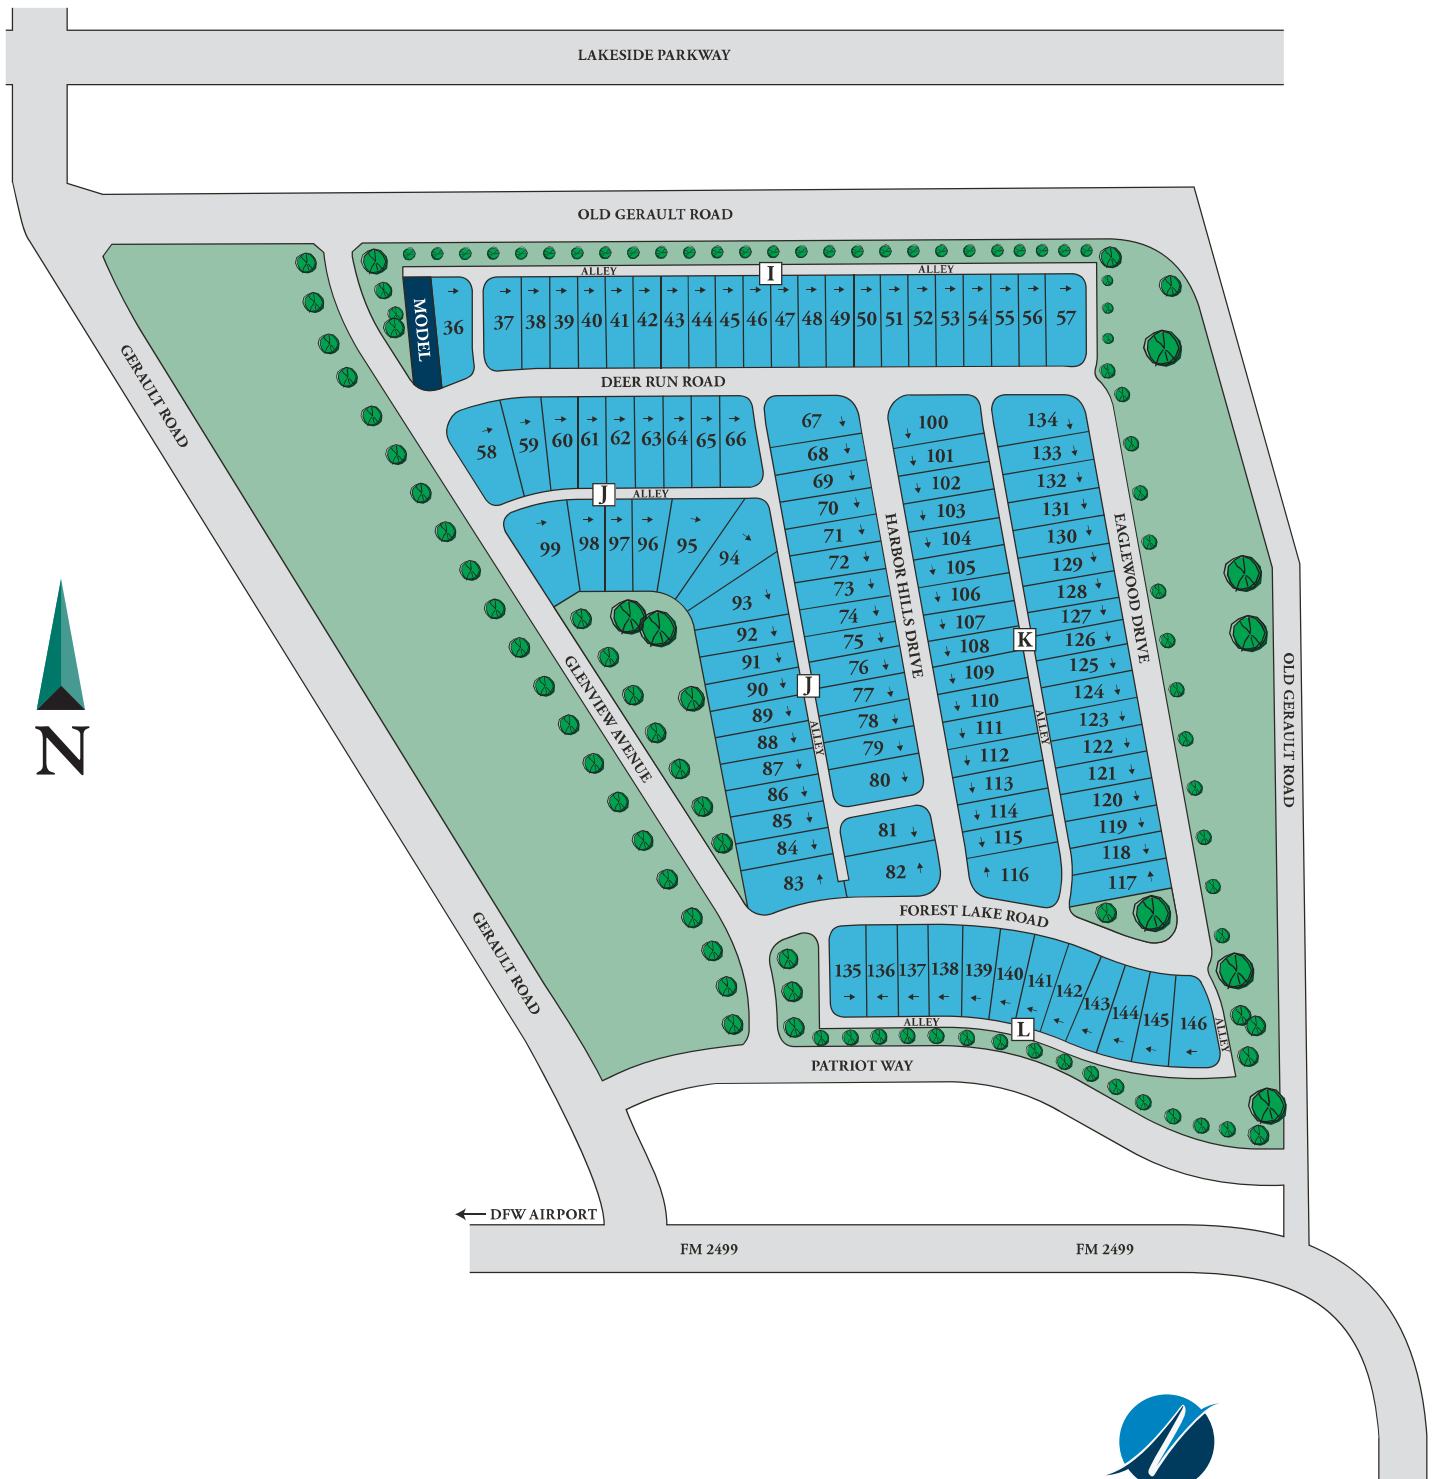 LAKESIDE PARKWAY
OLD GERAULT ROAD
ALLEY
I
ALLEY
MODEL
36
37 38 39 40 41 42 43 44 45 46 47 48 49 50 51 52 53 54 55 56 57
GERAULT ROAD
DEER RUN ROAD
58 59 60 61 62 63 64 65 66
J
ALLEY
99 98 97 96 95 94
93
92
91
90
89
88
87
86
85
84
83
J
ALLEY
67
68
69
70
71
72
73
74
75
76
77
78
79
80
81
82
HARBOR HILLS DRIVE
100
101
102
103
104
105
106
107
108
109
110
111
112
113
114
115
116
K
ALLEY
134
133
132
131
130
129
128
127
126
125
124
123
122
121
120
119
118
117
EAGLEWOOD DRIVE
OLD GERAULT ROAD
GLENVIEW AVENUE
N
GERAULT ROAD
FOREST LAKE ROAD
135 136 137 138 139 140 141 142 143 144 145 146
ALLEY
L
ALLEY
PATRIOT WAY
DFW AIRPORT
FM 2499
FM 2499